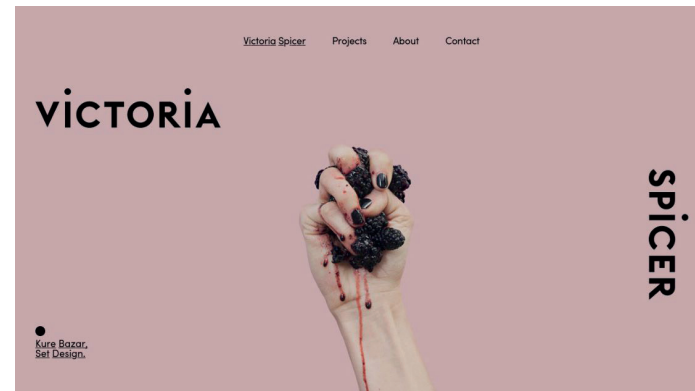 Victoria Spicer Projects About Contact
ViCTORiA
SPiCER
Kure Bazar,
Set Design.